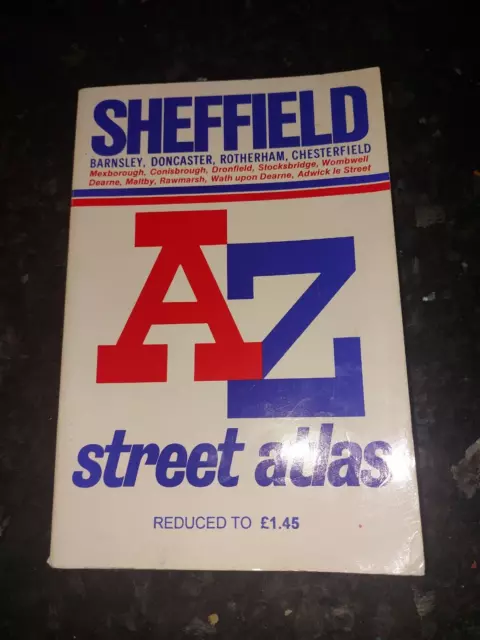 SHEFFIELD
BARNSLEY, DONCASTER, ROTHERHAM, CHESTERFIELD
Mexborough, Conisbrough, Dronfield, Stocksbridge, Wombwell
Dearne, Maltby, Rawmarsh, Wath upon Dearne, Adwick le Street
AZ
street atlas
REDUCED TO £1.45